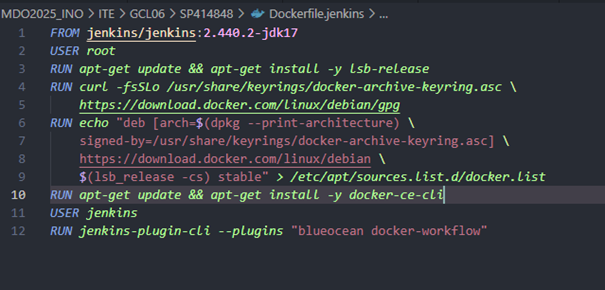 MDO2025_INO > ITE > GCL06 > SP414848 > Dockerfile.jenkins > ...
1 FROM jenkins/jenkins:2.440.2-jdk17
2 USER root
3 RUN apt-get update && apt-get install -y lsb-release
4 RUN curl -fsSLo /usr/share/keyrings/docker-archive-keyring.asc \
5 https://download.docker.com/linux/debian/gpg
6 RUN echo "deb [arch=$(dpkg --print-architecture) \
7 signed-by=/usr/share/keyrings/docker-archive-keyring.asc] \
8 https://download.docker.com/linux/debian \
9 $(lsb_release -cs) stable" > /etc/apt/sources.list.d/docker.list
10 RUN apt-get update && apt-get install -y docker-ce-cli
11 USER jenkins
12 RUN jenkins-plugin-cli --plugins "blueocean docker-workflow"